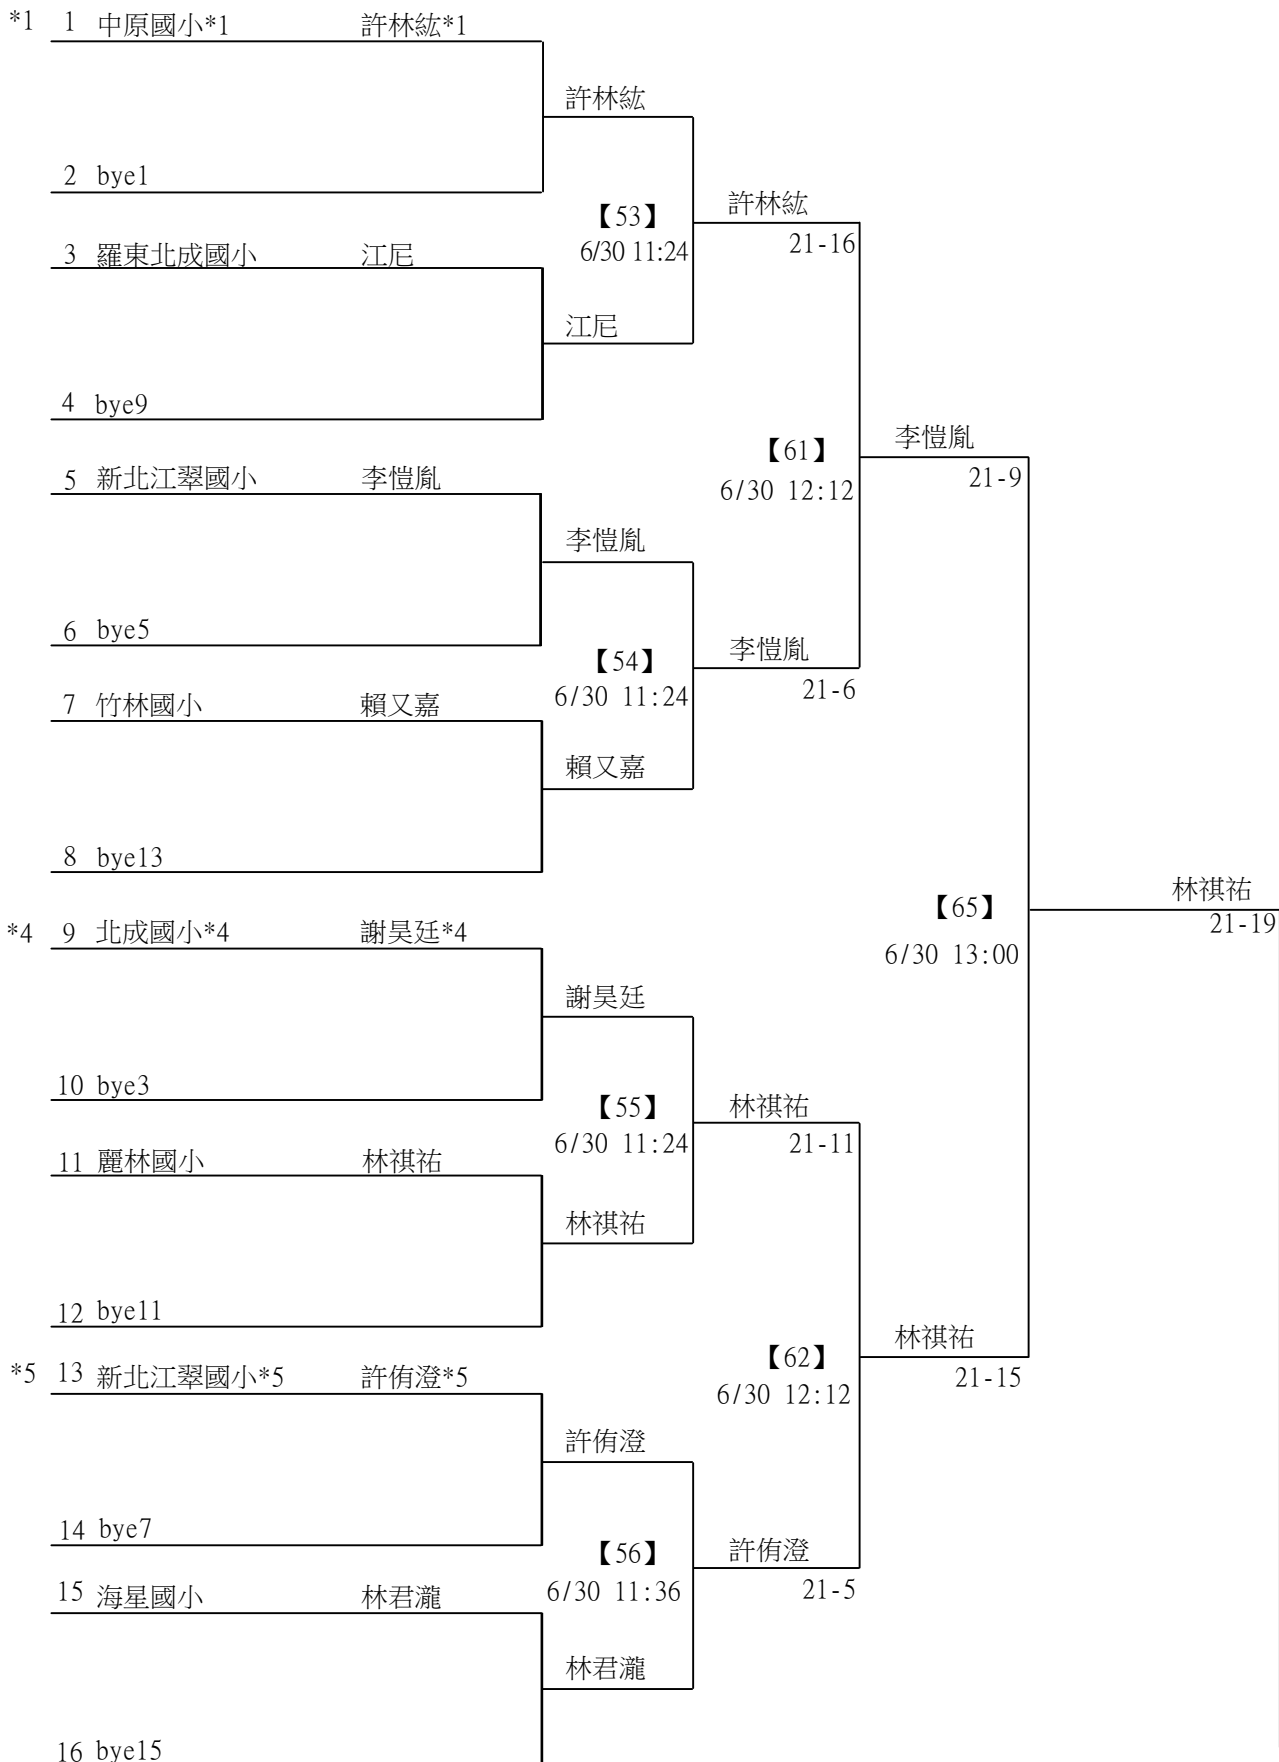 *1 1 中原國小*1 許林紘*1
許林紘
2 bye1
【53】
6/30 11:24
許林紘
21-16
3 羅東北成國小 江尼
江尼
4 bye9
【61】
6/30 12:12
李愷胤
21-9
5 新北江翠國小 李愷胤
李愷胤
6 bye5
【54】
6/30 11:24
李愷胤
21-6
7 竹林國小 賴又嘉
賴又嘉
8 bye13
【65】
6/30 13:00
林祺祐
21-19
*4 9 北成國小*4 謝昊廷*4
謝昊廷
10 bye3
【55】
6/30 11:24
林祺祐
21-11
11 麗林國小 林祺祐
林祺祐
12 bye11
【62】
6/30 12:12
林祺祐
21-15
*5 13 新北江翠國小*5 許侑澄*5
許侑澄
14 bye7
【56】
6/30 11:36
許侑澄
21-5
15 海星國小 林君瀧
林君瀧
16 bye15